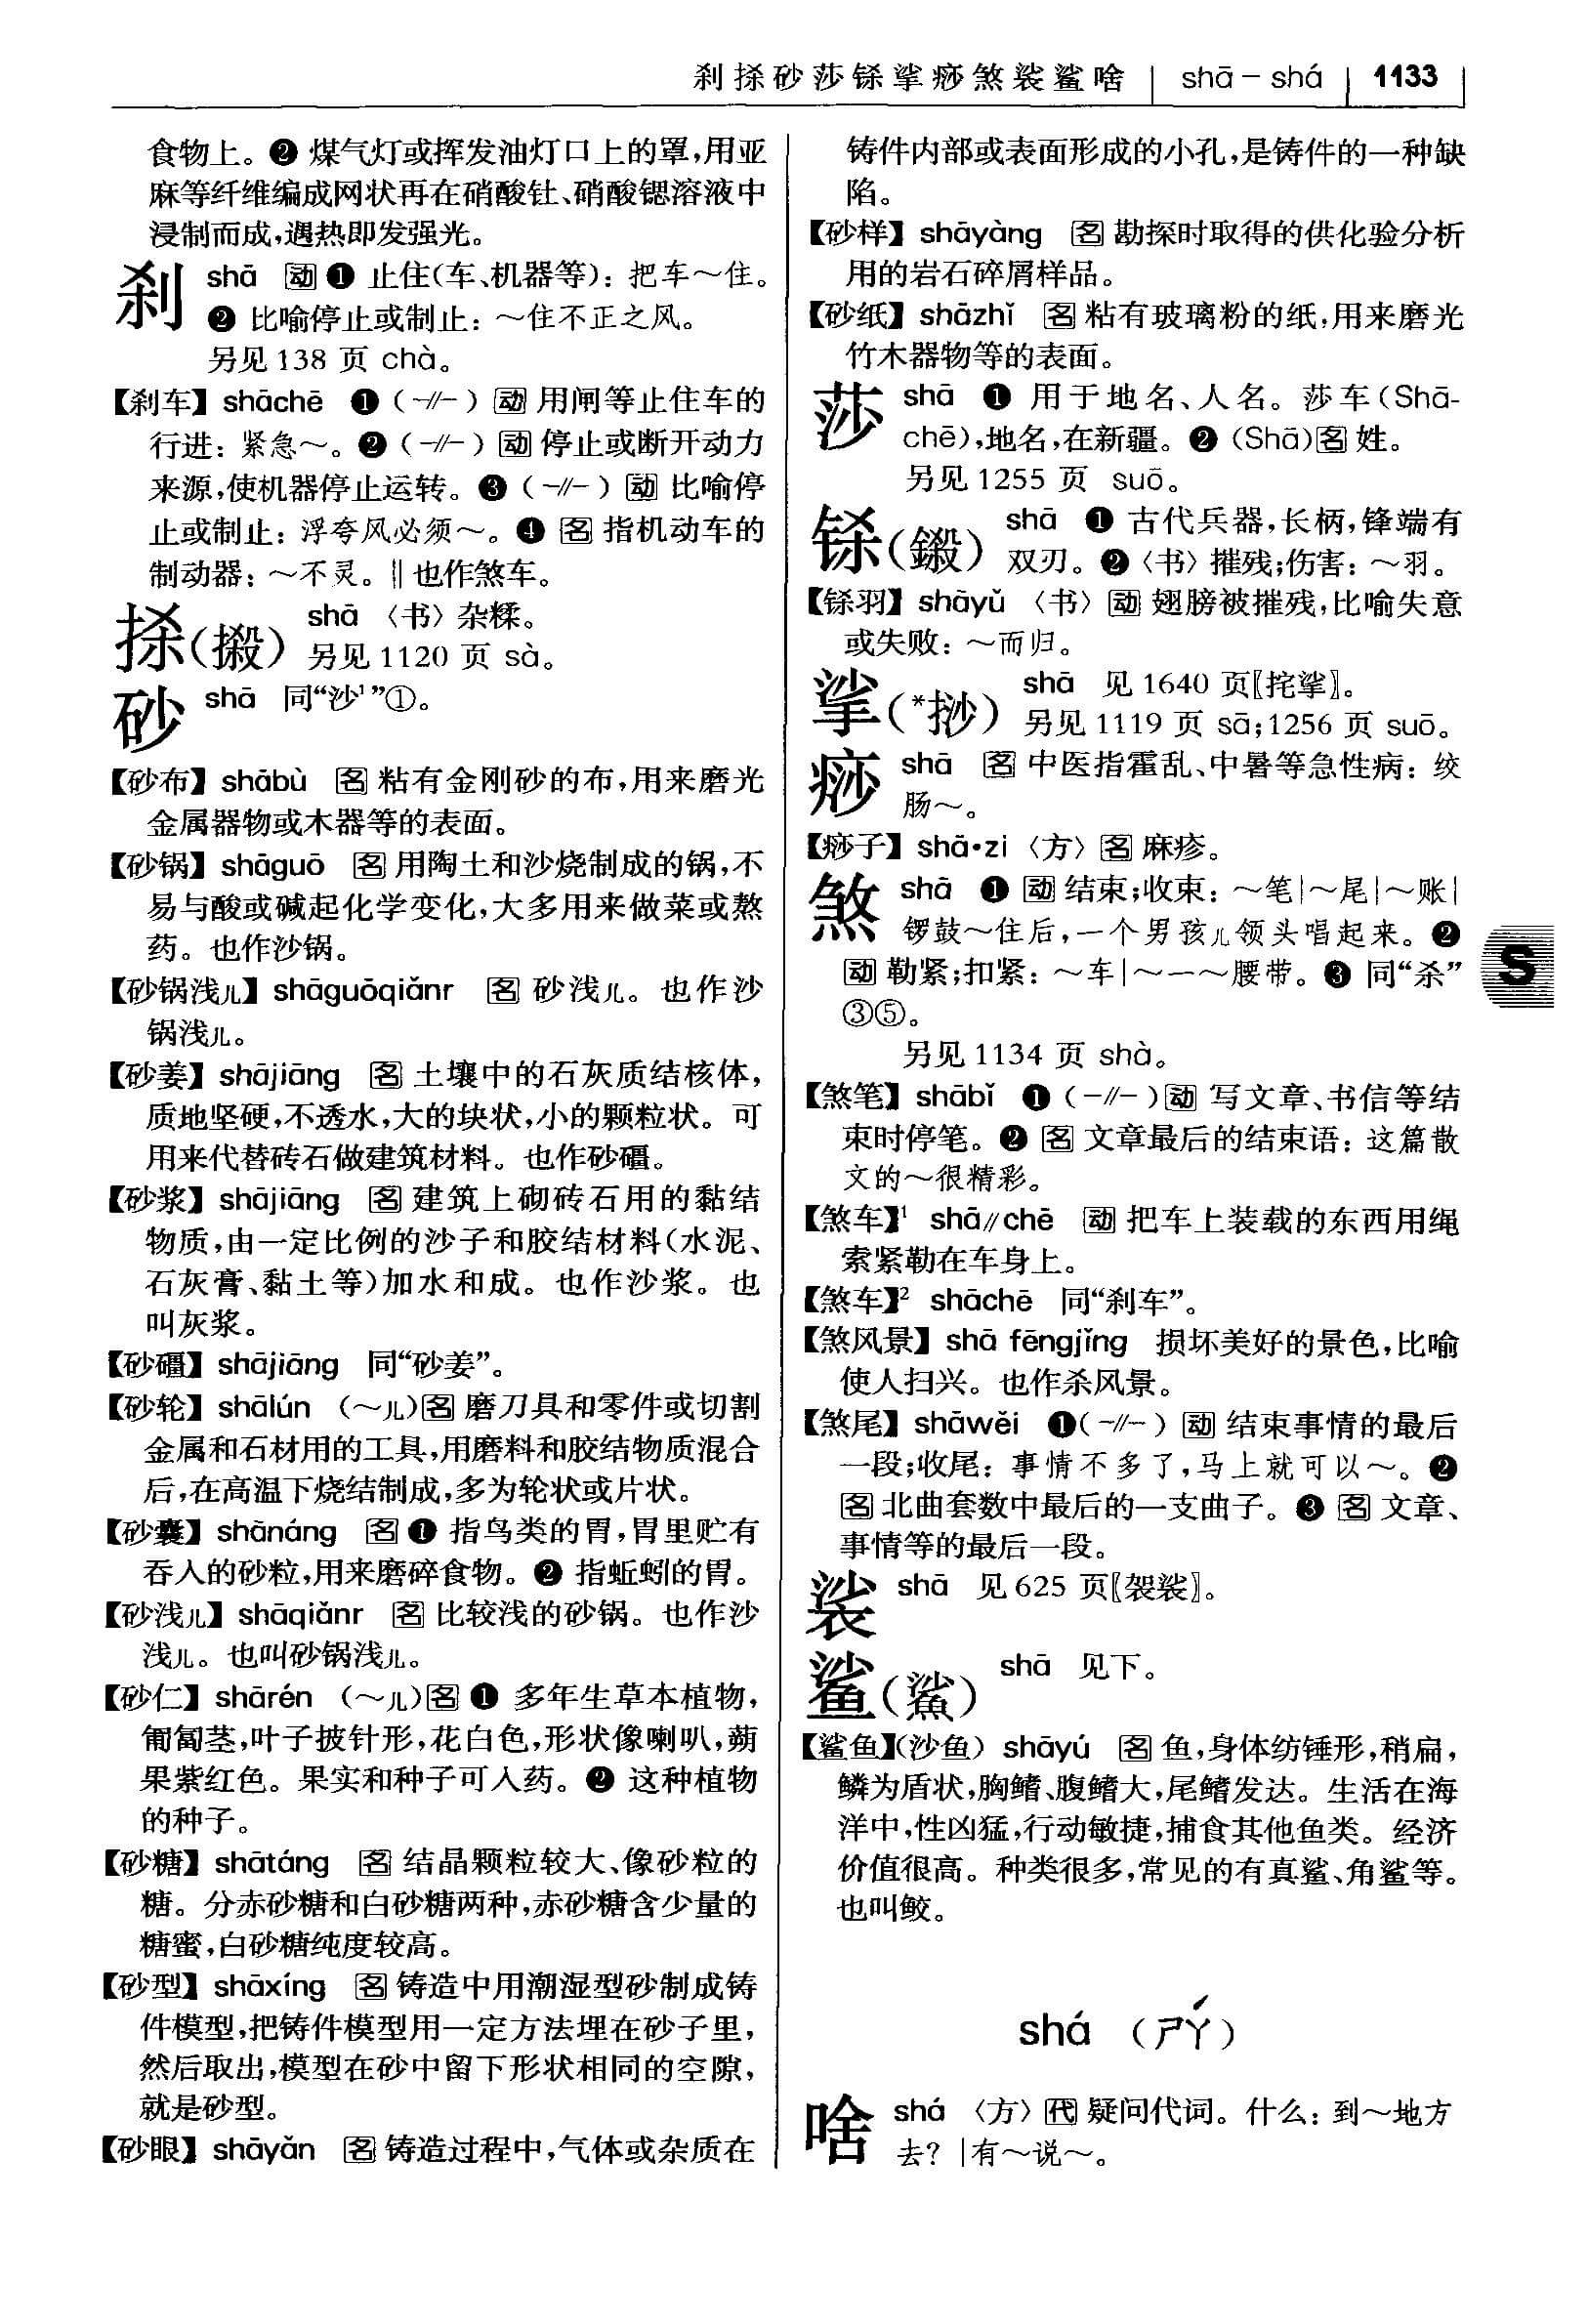 刹挱砂莎铩挲痧煞裟鲨啥 | shā－shá | 1133
食物上。❷ 煤气灯或挥发油灯口上的罩,用亚
麻等纤维编成网状再在硝酸钍、硝酸锶溶液中
浸制而成,遇热即发强光。
刹 shā 动 ❶ 止住(车、机器等)：把车～住。
❷ 比喻停止或制止：～住不正之风。
另见 138 页 chà。
【刹车】 shāchē ❶ (-//-) 动 用闸等止住车的
行进：紧急～。❷ (-//-) 动 停止或断开动力
来源,使机器停止运转。❸ (-//-) 动 比喻停
止或制止：浮夸风必须～。❹ 名 指机动车的
制动器：～不灵。‖也作煞车。
摋(摋) shā 〈书〉杂糅。
另见 1120 页 sà。
砂 shā 同“沙¹”①。
【砂布】 shābù 名 粘有金刚砂的布,用来磨光
金属器物或木器等的表面。
【砂锅】 shāguō 名 用陶土和沙烧制成的锅,不
易与酸或碱起化学变化,大多用来做菜或熬
药。也作沙锅。
【砂锅浅儿】 shāguōqiǎnr 名 砂浅儿。也作沙
锅浅儿。
【砂姜】 shājiāng 名 土壤中的石灰质结核体,
质地坚硬,不透水,大的块状,小的颗粒状。可
用来代替砖石做建筑材料。也作砂礓。
【砂浆】 shājiāng 名 建筑上砌砖石用的黏结
物质,由一定比例的沙子和胶结材料(水泥、
石灰膏、黏土等)加水和成。也作沙浆。也
叫灰浆。
【砂礓】 shājiāng 同“砂姜”。
【砂轮】 shālún (～儿)名 磨刀具和零件或切割
金属和石材用的工具,用磨料和胶结物质混合
后,在高温下烧结制成,多为轮状或片状。
【砂囊】 shānáng 名 ❶ 指鸟类的胃,胃里贮有
吞入的砂粒,用来磨碎食物。❷ 指蚯蚓的胃。
【砂浅儿】 shāqiǎnr 名 比较浅的砂锅。也作沙
浅儿。也叫砂锅浅儿。
【砂仁】 shārén (～儿)名 ❶ 多年生草本植物,
匍匐茎,叶子披针形,花白色,形状像喇叭,蒴
果紫红色。果实和种子可入药。❷ 这种植物
的种子。
【砂糖】 shātáng 名 结晶颗粒较大、像砂粒的
糖。分赤砂糖和白砂糖两种,赤砂糖含少量的
糖蜜,白砂糖纯度较高。
【砂型】 shāxíng 名 铸造中用潮湿型砂制成铸
件模型,把铸件模型用一定方法埋在砂子里,
然后取出,模型在砂中留下形状相同的空隙,
就是砂型。
【砂眼】 shāyǎn 名 铸造过程中,气体或杂质在
铸件内部或表面形成的小孔,是铸件的一种缺
陷。
【砂样】 shāyàng 名 勘探时取得的供化验分析
用的岩石碎屑样品。
【砂纸】 shāzhǐ 名 粘有玻璃粉的纸,用来磨光
竹木器物等的表面。
莎 shā ❶ 用于地名、人名。莎车(Shā-
chē),地名,在新疆。❷ (Shā)名 姓。
另见 1255 页 suō。
铩(鎩) shā ❶ 古代兵器,长柄,锋端有
双刃。❷〈书〉摧残;伤害：～羽。
【铩羽】 shāyǔ 〈书〉动 翅膀被摧残,比喻失意
或失败：～而归。
挲(*挱) shā 见 1640 页〖挓挲〗。
另见 1119 页 sā;1256 页 suō。
痧 shā 名 中医指霍乱、中暑等急性病：绞
肠～。
【痧子】 shā·zi 〈方〉名 麻疹。
煞 shā ❶ 动 结束;收束：～笔|～尾|～账|
锣鼓～住后,一个男孩儿领头唱起来。❷
动 勒紧;扣紧：～车|～一～腰带。❸ 同“杀”
③⑤。
另见 1134 页 shà。
【煞笔】 shābǐ ❶ (-//-)动 写文章、书信等结
束时停笔。❷ 名 文章最后的结束语：这篇散
文的～很精彩。
【煞车】¹ shā//chē 动 把车上装载的东西用绳
索紧勒在车身上。
【煞车】² shāchē 同“刹车”。
【煞风景】 shā fēngjǐng 损坏美好的景色,比喻
使人扫兴。也作杀风景。
【煞尾】 shāwěi ❶(-//-) 动 结束事情的最后
一段;收尾：事情不多了,马上就可以～。❷
名 北曲套数中最后的一支曲子。❸ 名 文章、
事情等的最后一段。
裟 shā 见 625 页〖袈裟〗。
鲨(鯊) shā 见下。
【鲨鱼】(沙鱼) shāyú 名 鱼,身体纺锤形,稍扁,
鳞为盾状,胸鳍、腹鳍大,尾鳍发达。生活在海
洋中,性凶猛,行动敏捷,捕食其他鱼类。经济
价值很高。种类很多,常见的有真鲨、角鲨等。
也叫鲛。
shá (ㄕㄚˊ)
啥 shá 〈方〉代 疑问代词。什么：到～地方
去? |有～说～。
S